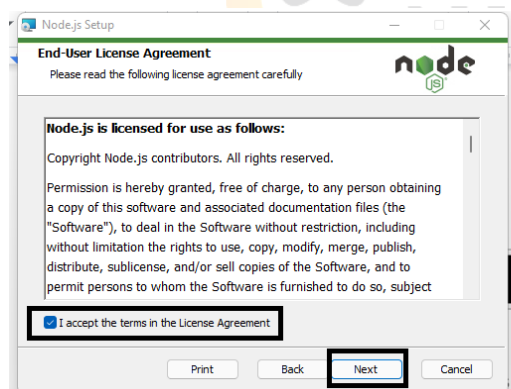 Node.js Setup
End-User License Agreement
Please read the following license agreement carefully
node
JS
Node.js is licensed for use as follows:
Copyright Node.js contributors. All rights reserved.
Permission is hereby granted, free of charge, to any person obtaining
a copy of this software and associated documentation files (the
"Software"), to deal in the Software without restriction, including
without limitation the rights to use, copy, modify, merge, publish,
distribute, sublicense, and/or sell copies of the Software, and to
permit persons to whom the Software is furnished to do so, subject
I accept the terms in the License Agreement
Print Back Next Cancel